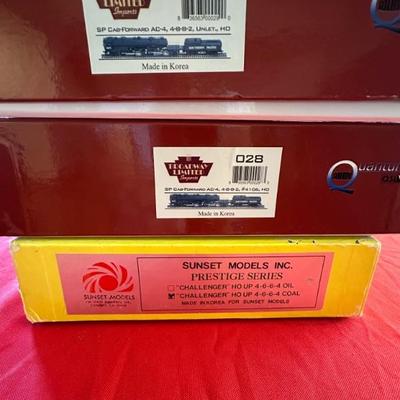 LIMITED
Imports
SP CAB-FORWARD AC-4, 4-8-8-2, UNLET., HO
Made in Korea
BROADWAY
LIMITED
Imports
028
SP CAB-FORWARD AC-4, 4-8-8-2, #4106, HO
Made in Korea
Quantum
SUNSET MODELS
SUNSET MODELS INC.
PRESTIGE SERIES
"CHALLENGER" HO UP 4-6-6-4 OIL
"CHALLENGER" HO UP 4-6-6-4 COAL
MADE IN KOREA FOR SUNSET MODELS